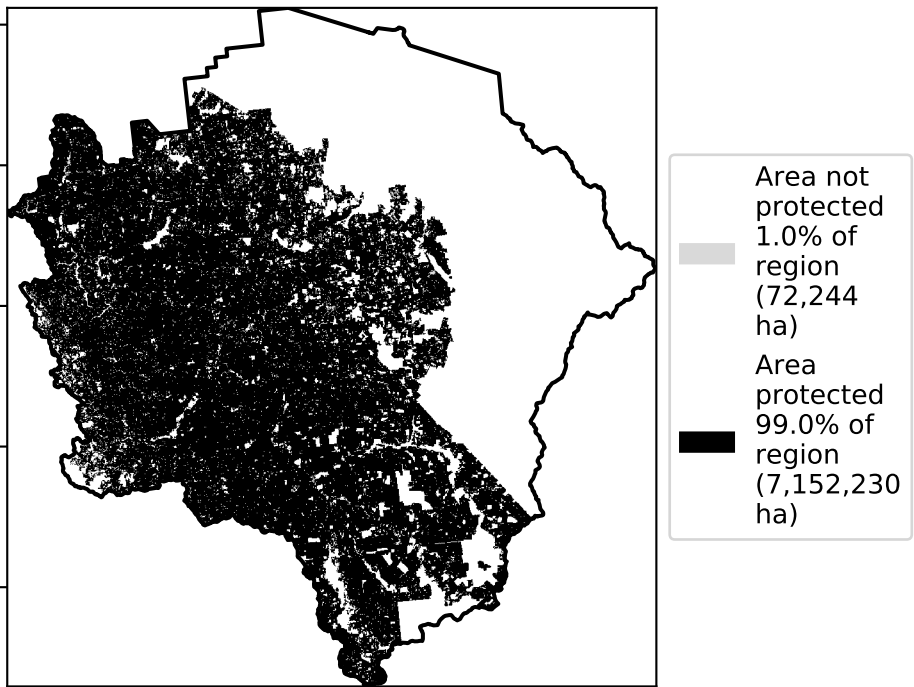 Area not
protected
1.0% of
region
(72,244
ha)
Area
protected
99.0% of
region
(7,152,230
ha)